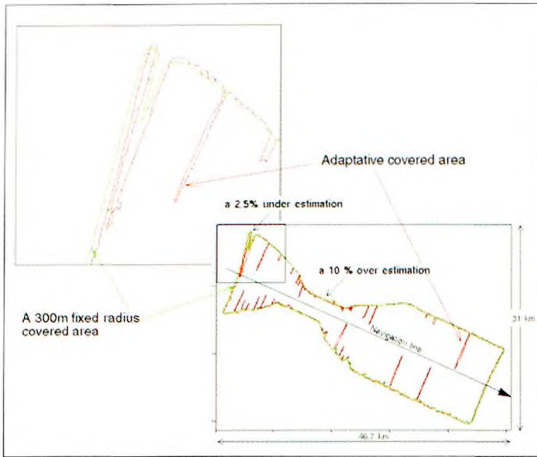 Adaptative covered area
a 2.5% under estimation
a 10 % over estimation
A 300m fixed radius
covered area
Navigation line
31 km
46.7 km